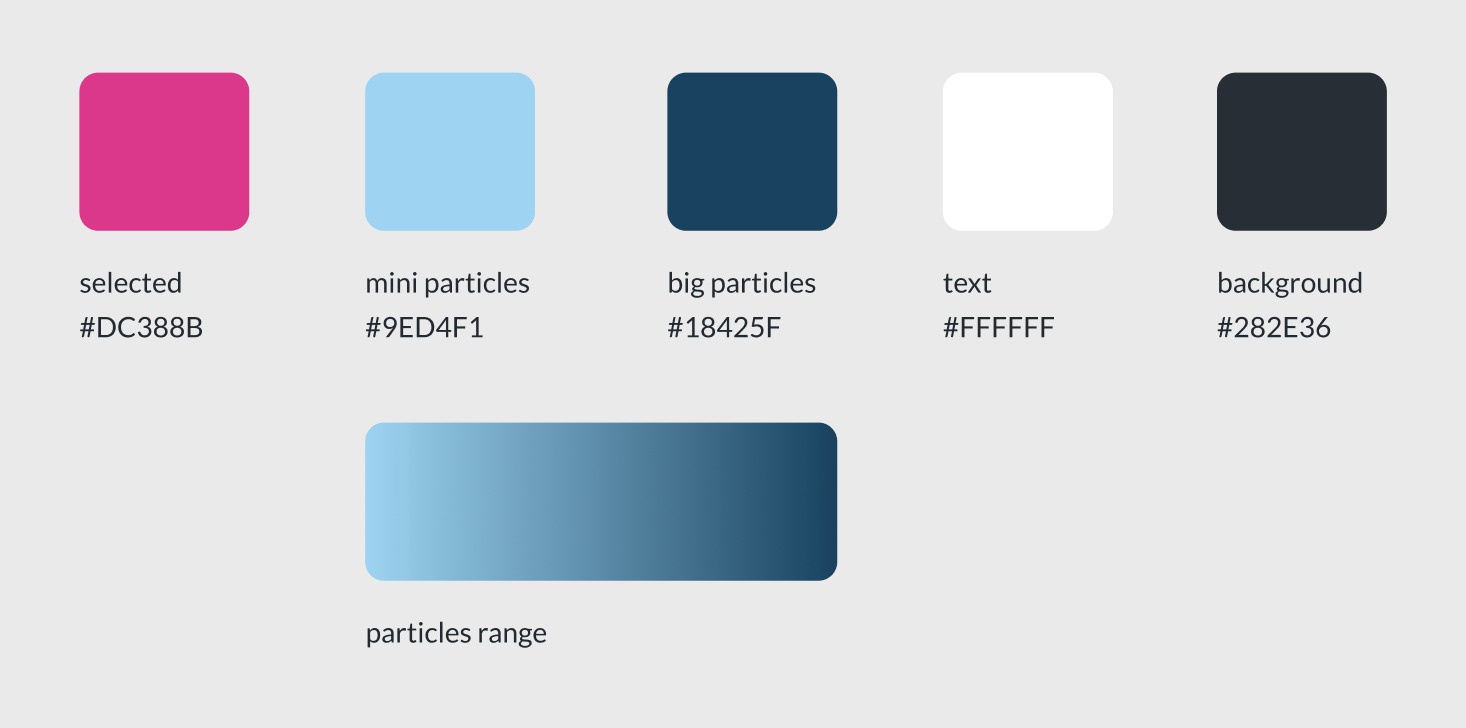 selected
#DC388B
mini particles
#9ED4F1
big particles
#18425F
text
#FFFFFF
background
#282E36
particles range